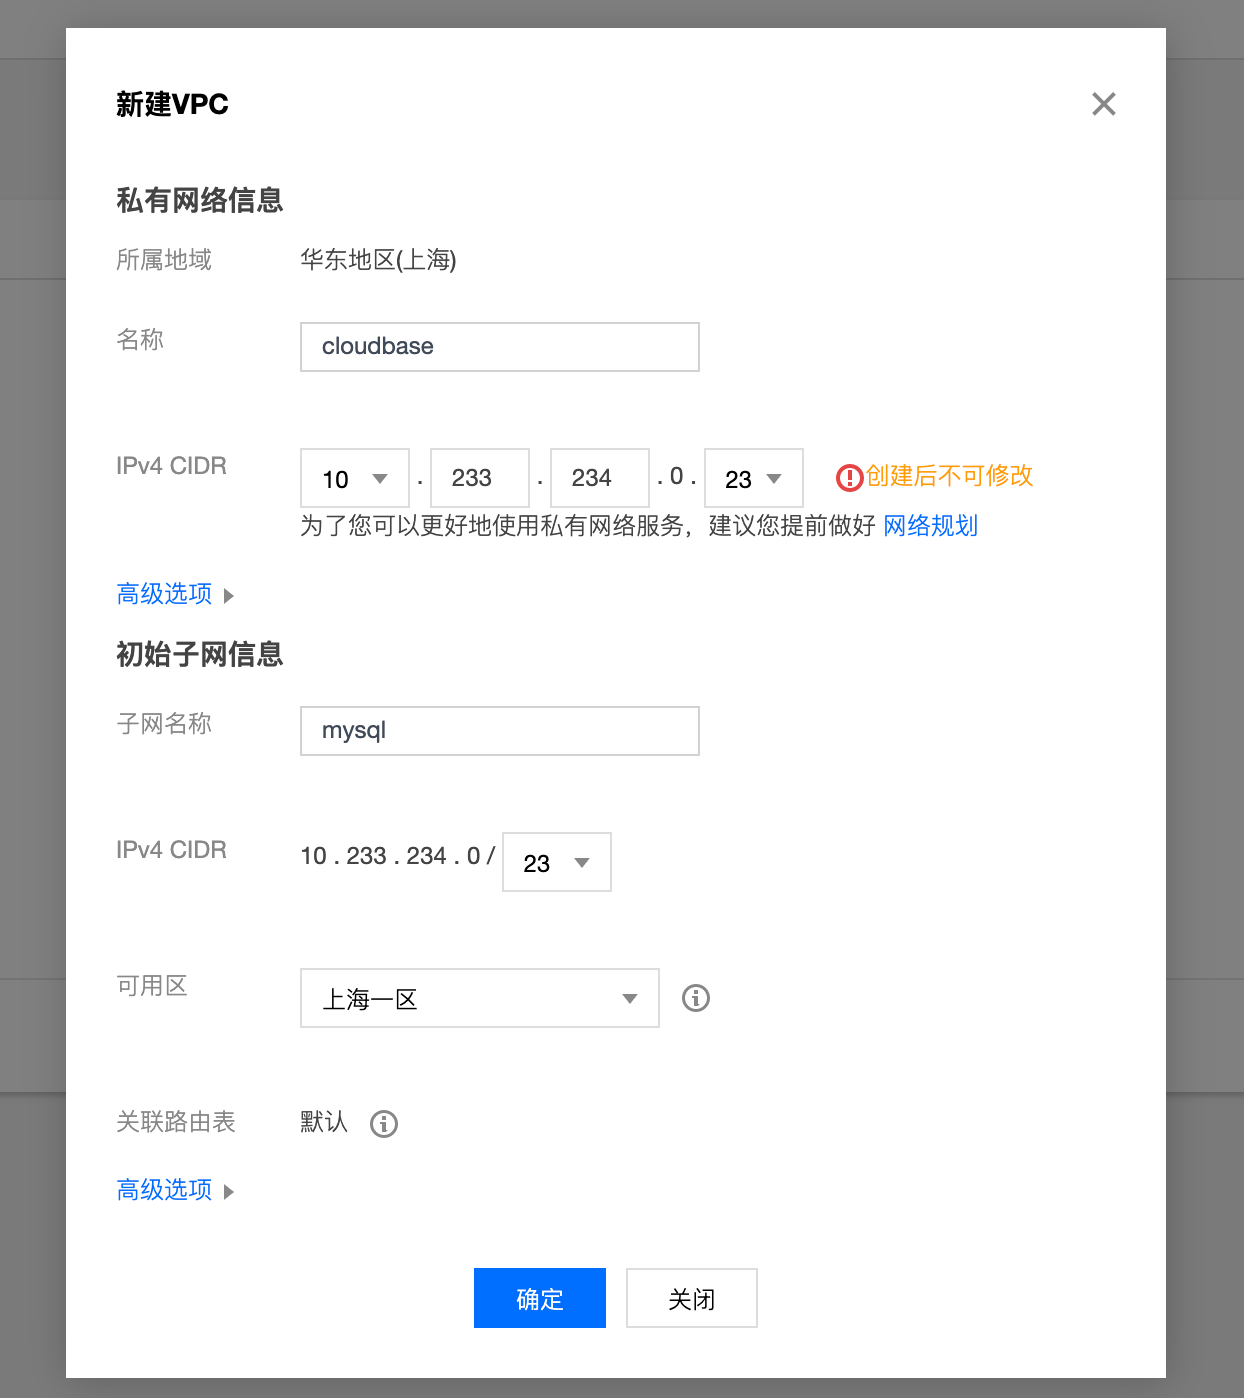 新建VPC
私有网络信息
所属地域 华东地区(上海)
名称 cloudbase
IPv4 CIDR 10 . 233 . 234 . 0 . 23 创建后不可修改
为了您可以更好地使用私有网络服务，建议您提前做好 网络规划
高级选项
初始子网信息
子网名称 mysql
IPv4 CIDR 10 . 233 . 234 . 0 / 23
可用区 上海一区
关联路由表 默认
高级选项
确定 关闭